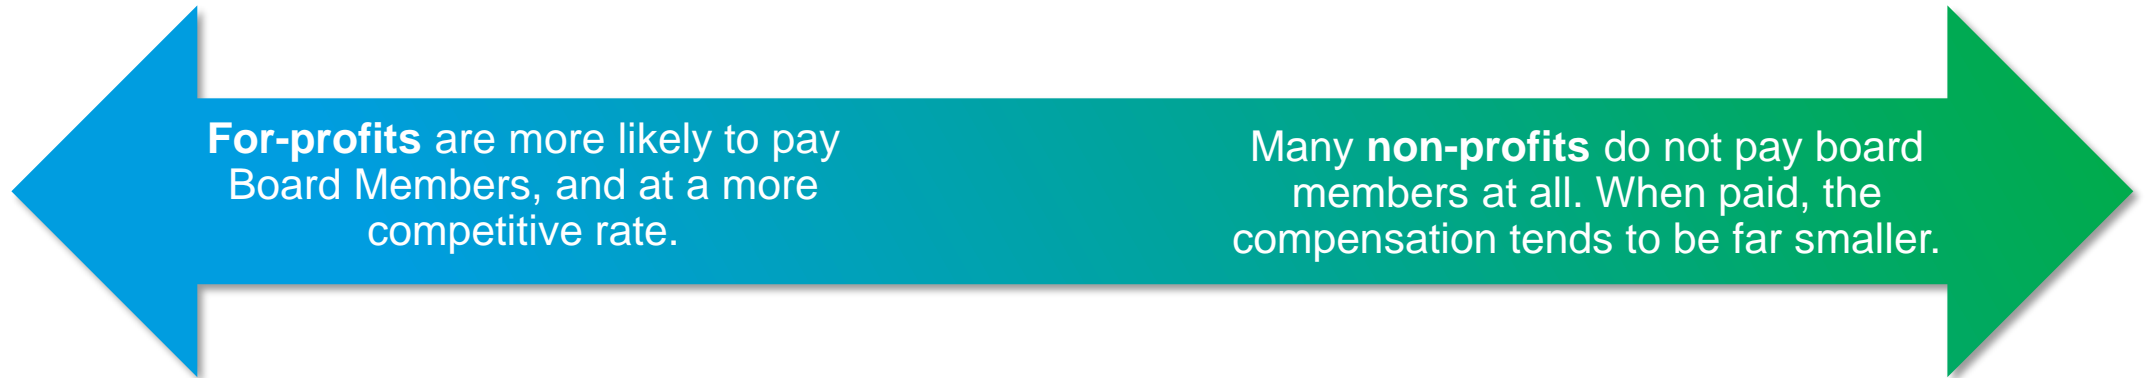 For-profits are more likely to pay
Board Members, and at a more
competitive rate.
Many non-profits do not pay board
members at all. When paid, the
compensation tends to be far smaller.